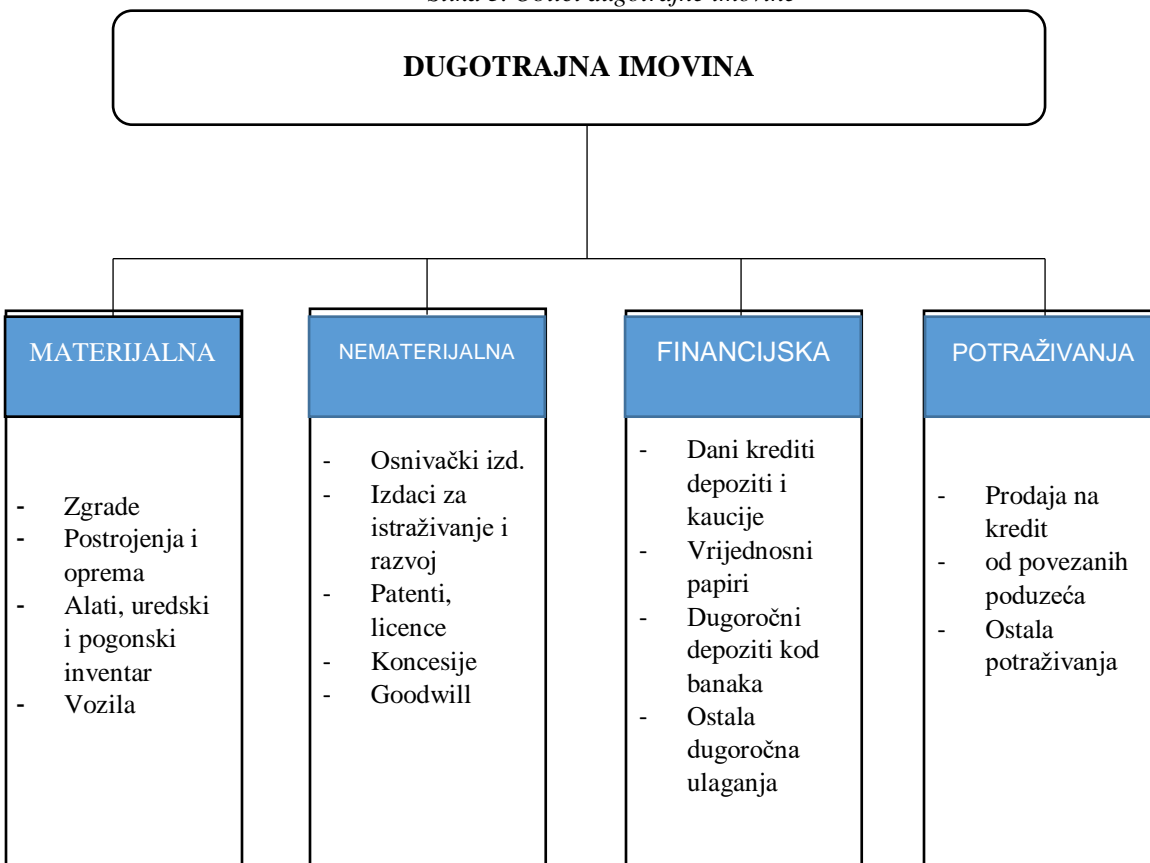 DUGOTRAJNA IMOVINA
MATERIJALNA
- Zgrade
- Postrojenja i
oprema
- Alati, uredski
i pogonski
inventar
- Vozila
NEMATERIJALNA
- Osnivački izd.
- Izdaci za
istraživanje i
razvoj
- Patenti,
licence
- Koncesije
- Goodwill
FINANCIJSKA
- Dani krediti
depoziti i
kaucije
- Vrijednosni
papiri
- Dugoročni
depoziti kod
banaka
- Ostala
dugoročna
ulaganja
POTRAŽIVANJA
- Prodaja na
kredit
- od povezanih
poduzeća
- Ostala
potraživanja